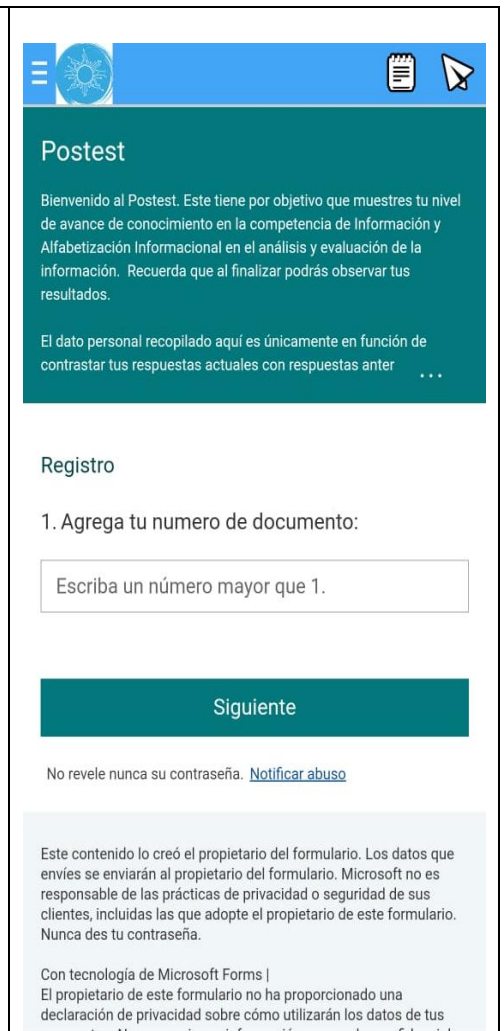 Postest
Bienvenido al Postest. Este tiene por objetivo que muestres tu nivel
de avance de conocimiento en la competencia de Información y
Alfabetización Informacional en el análisis y evaluación de la
información. Recuerda que al finalizar podrás observar tus
resultados.
El dato personal recopilado aquí es únicamente en función de
contrastar tus respuestas actuales con respuestas anter ...
Registro
1. Agrega tu numero de documento:
Escriba un número mayor que 1.
Siguiente
No revele nunca su contraseña. Notificar abuso
Este contenido lo creó el propietario del formulario. Los datos que
envíes se enviarán al propietario del formulario. Microsoft no es
responsable de las prácticas de privacidad o seguridad de sus
clientes, incluidas las que adopte el propietario de este formulario.
Nunca des tu contraseña.
Con tecnología de Microsoft Forms |
El propietario de este formulario no ha proporcionado una
declaración de privacidad sobre cómo utilizarán los datos de tus